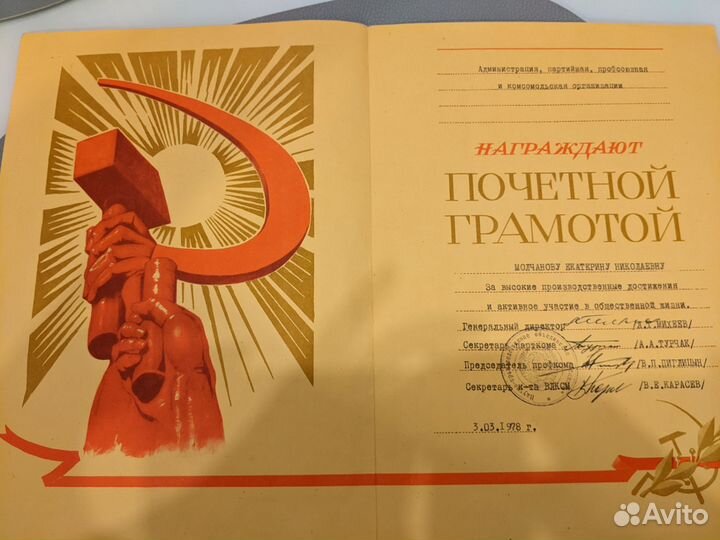 Администрация, партийная, профсоюзная
и комсомольская организации
НАГРАЖДАЮТ
ПОЧЕТНОЙ
ГРАМОТОЙ
МОЛЧАНОВУ ЕКАТЕРИНУ НИКОЛАЕВНУ
За высокие производственные достижения
и активное участие в общественной жизни.
Генеральный директор /Л.Т.МИХЕЕВ/
Секретарь парткома /А.А.ТУРЧАК/
Председатель профкома /В.П.ПИГЛИЦЫН/
Секретарь к-та ВЛКСМ /В.Е.КАРАСЕВ/
3.03.1978 г.
Avito